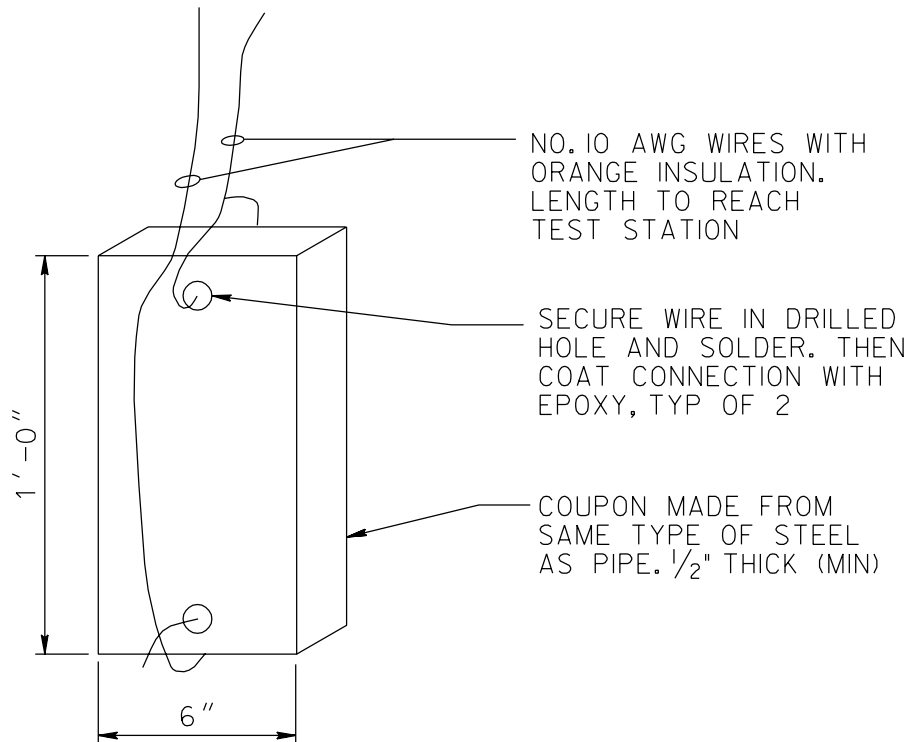 NO. 10 AWG WIRES WITH
ORANGE INSULATION.
LENGTH TO REACH
TEST STATION
SECURE WIRE IN DRILLED
HOLE AND SOLDER. THEN
COAT CONNECTION WITH
EPOXY, TYP OF 2
1'-0"
COUPON MADE FROM
SAME TYPE OF STEEL
AS PIPE. 1/2" THICK (MIN)
6"